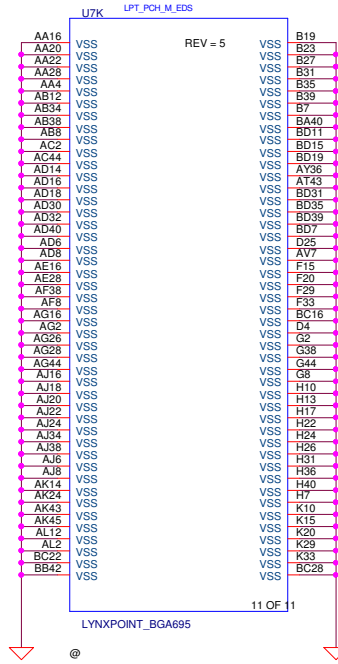 LPT_PCH_M_EDS
U7K
REV = 5
AA16 VSS VSS B19
AA20 VSS VSS B23
AA22 VSS VSS B27
AA28 VSS VSS B31
AA4 VSS VSS B35
AB12 VSS VSS B39
AB34 VSS VSS B7
AB38 VSS VSS BA40
AB8 VSS VSS BD11
AC2 VSS VSS BD15
AC44 VSS VSS BD19
AD14 VSS VSS AY36
AD16 VSS VSS AT43
AD18 VSS VSS BD31
AD30 VSS VSS BD35
AD32 VSS VSS BD39
AD40 VSS VSS BD7
AD6 VSS VSS D25
AD8 VSS VSS AV7
AE16 VSS VSS F15
AE28 VSS VSS F20
AF38 VSS VSS F29
AF8 VSS VSS F33
AG16 VSS VSS BC16
AG2 VSS VSS D4
AG26 VSS VSS G2
AG28 VSS VSS G38
AG44 VSS VSS G44
AJ16 VSS VSS G8
AJ18 VSS VSS H10
AJ20 VSS VSS H13
AJ22 VSS VSS H17
AJ24 VSS VSS H22
AJ34 VSS VSS H24
AJ38 VSS VSS H26
AJ6 VSS VSS H31
AJ8 VSS VSS H36
AK14 VSS VSS H40
AK24 VSS VSS H7
AK43 VSS VSS K10
AK45 VSS VSS K15
AL12 VSS VSS K20
AL2 VSS VSS K29
BC22 VSS VSS K33
BB42 VSS VSS BC28
11 OF 11
LYNXPOINT_BGA695
@